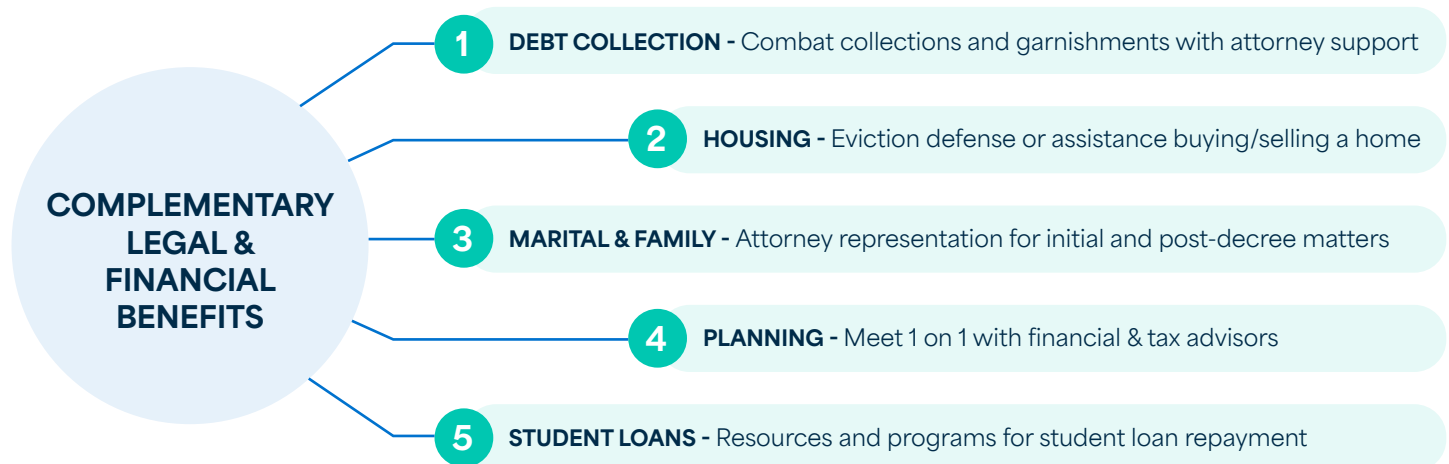 COMPLEMENTARY
LEGAL &
FINANCIAL
BENEFITS
1 DEBT COLLECTION - Combat collections and garnishments with attorney support
2 HOUSING - Eviction defense or assistance buying/selling a home
3 MARITAL & FAMILY - Attorney representation for initial and post-decree matters
4 PLANNING - Meet 1 on 1 with financial & tax advisors
5 STUDENT LOANS - Resources and programs for student loan repayment